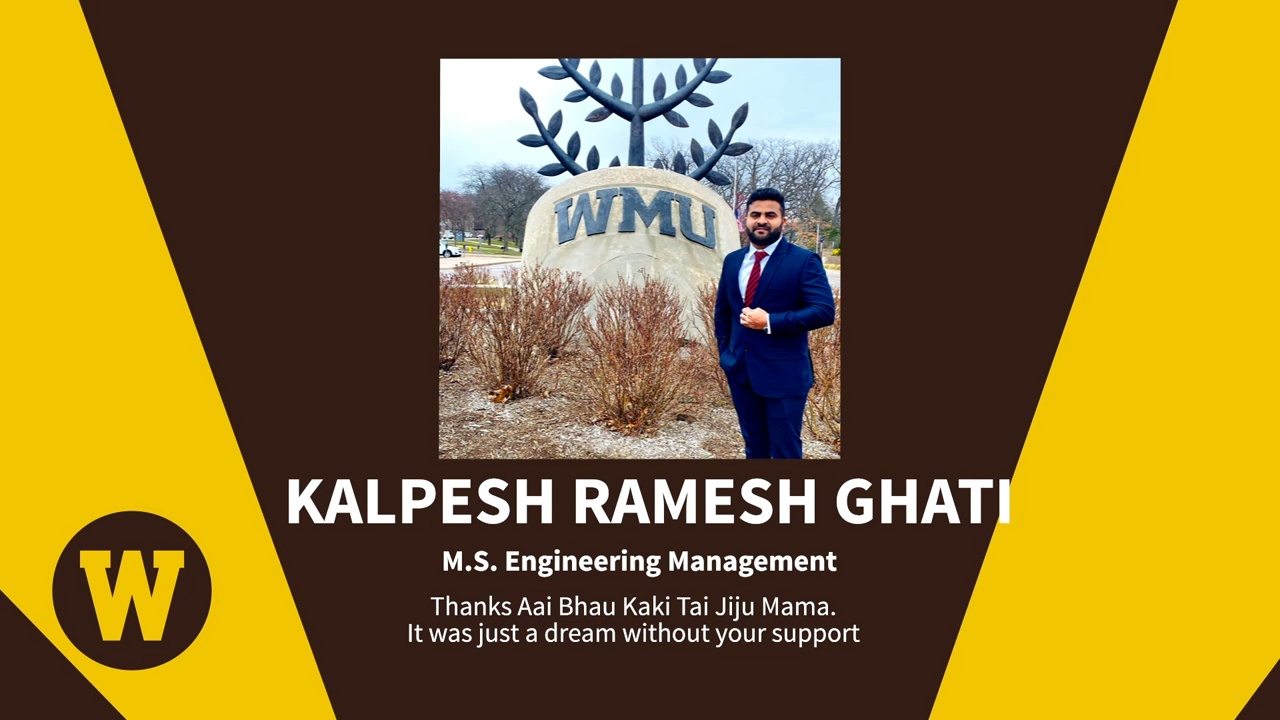 WMU
KALPESH RAMESH GHATI
M.S. Engineering Management
Thanks Aai Bhau Kaki Tai Jiju Mama.
It was just a dream without your support
W